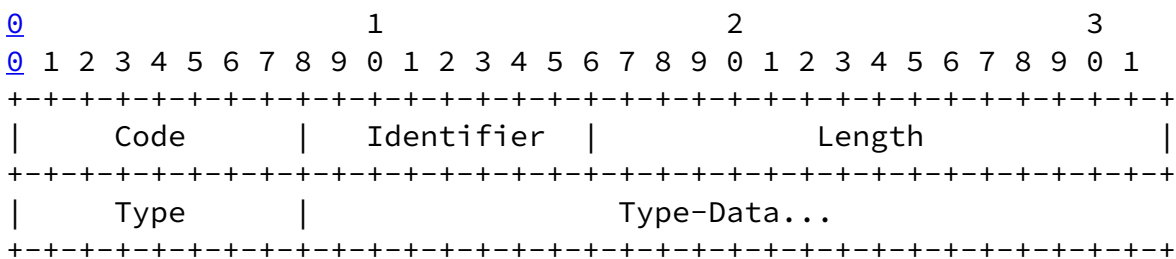 0                   1                   2                   3
0 1 2 3 4 5 6 7 8 9 0 1 2 3 4 5 6 7 8 9 0 1 2 3 4 5 6 7 8 9 0 1
+-+-+-+-+-+-+-+-+-+-+-+-+-+-+-+-+-+-+-+-+-+-+-+-+-+-+-+-+-+-+-+-+
|     Code      |   Identifier  |            Length             |
+-+-+-+-+-+-+-+-+-+-+-+-+-+-+-+-+-+-+-+-+-+-+-+-+-+-+-+-+-+-+-+-+
|     Type      |                 Type-Data...
+-+-+-+-+-+-+-+-+-+-+-+-+-+-+-+-+-+-+-+-+-+-+-+-+-+-+-+-+-+-+-+-+